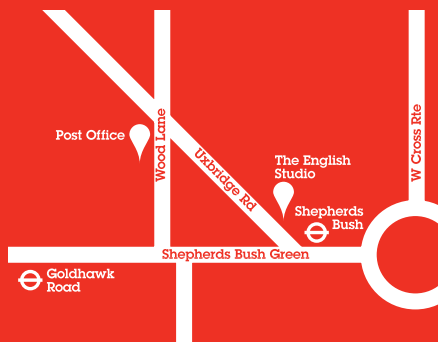 Post Office
Wood Lane
Uxbridge Rd
The English
Studio
W Cross Rte
Shepherds
Bush
Shepherds Bush Green
Goldhawk
Road